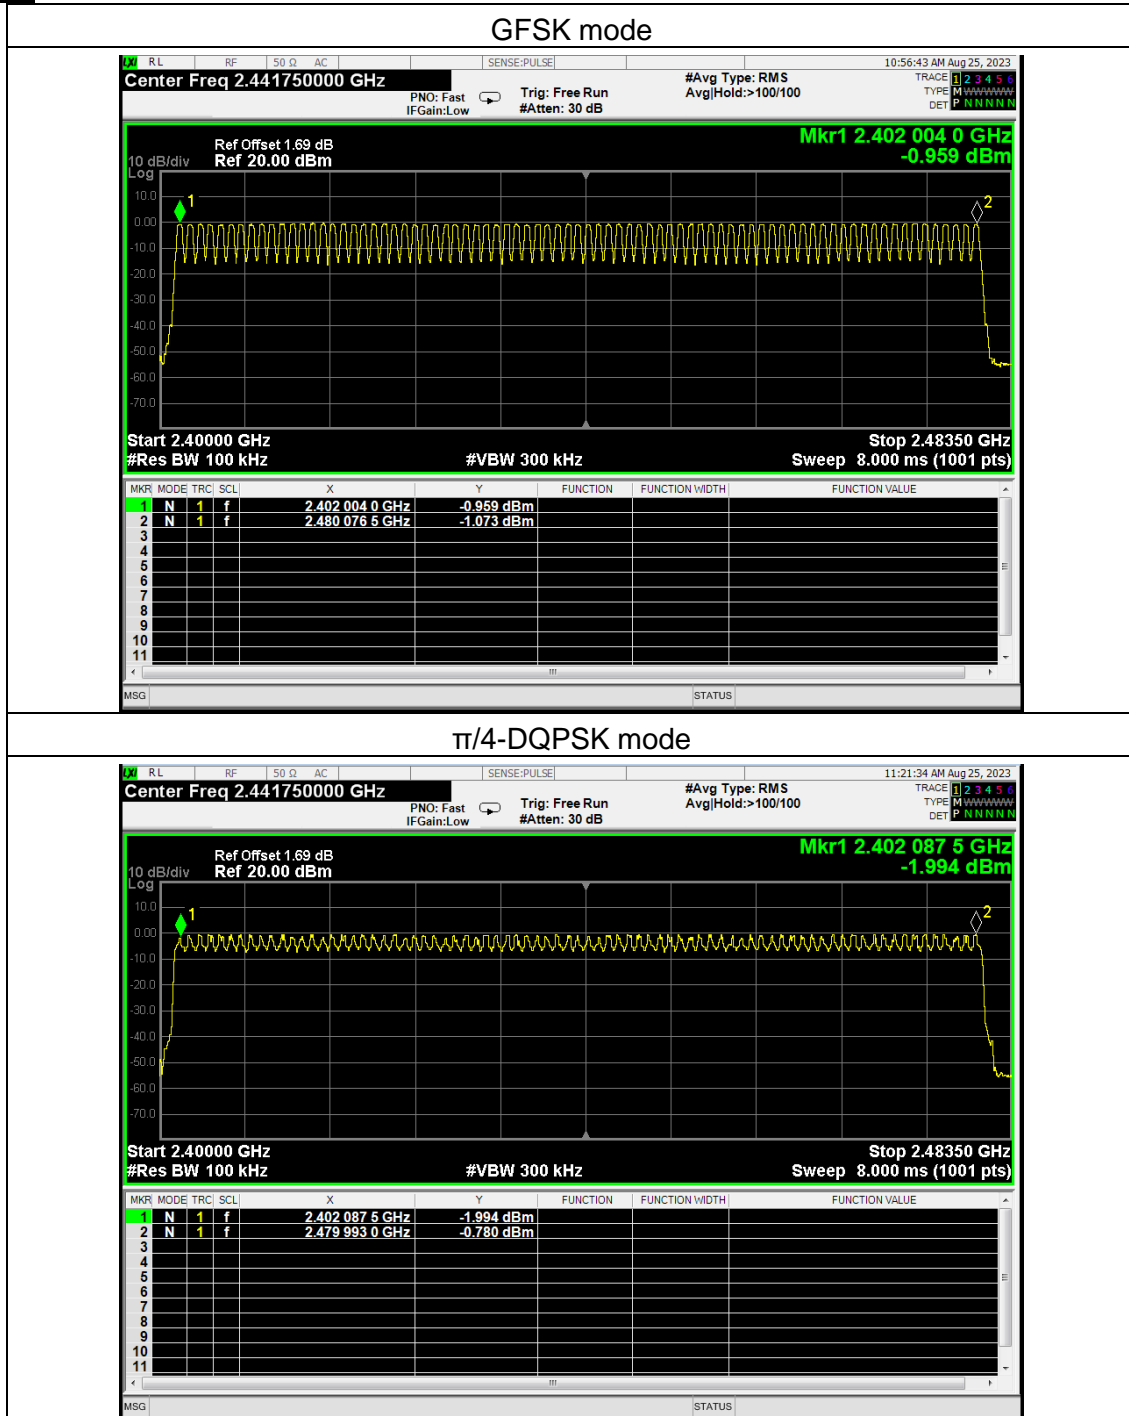 GFSK mode
LXI RL RF 50 Ω AC SENSE:PULSE 10:56:43 AM Aug 25, 2023
Center Freq 2.441750000 GHz #Avg Type: RMS TRACE 1 2 3 4 5 6
PNO: Fast Trig: Free Run Avg|Hold:>100/100 TYPE M WWWWW
IFGain:Low #Atten: 30 dB DET P N N N N N
Mkr1 2.402 004 0 GHz
Ref Offset 1.69 dB
10 dB/div Ref 20.00 dBm -0.959 dBm
Log
10.0
0.00
-10.0
-20.0
-30.0
-40.0
-50.0
-60.0
-70.0
1
2
Start 2.40000 GHz Stop 2.48350 GHz
#Res BW 100 kHz #VBW 300 kHz Sweep 8.000 ms (1001 pts)
MKR MODE TRC SCL X Y FUNCTION FUNCTION WIDTH FUNCTION VALUE
1 N 1 f 2.402 004 0 GHz -0.959 dBm
2 N 1 f 2.480 076 5 GHz -1.073 dBm
3
4
5
6
7
8
9
10
11
MSG STATUS
π/4-DQPSK mode
LXI RL RF 50 Ω AC SENSE:PULSE 11:21:34 AM Aug 25, 2023
Center Freq 2.441750000 GHz #Avg Type: RMS TRACE 1 2 3 4 5 6
PNO: Fast Trig: Free Run Avg|Hold:>100/100 TYPE M WWWWW
IFGain:Low #Atten: 30 dB DET P N N N N N
Mkr1 2.402 087 5 GHz
Ref Offset 1.69 dB
10 dB/div Ref 20.00 dBm -1.994 dBm
Log
10.0
0.00
-10.0
-20.0
-30.0
-40.0
-50.0
-60.0
-70.0
1
2
Start 2.40000 GHz Stop 2.48350 GHz
#Res BW 100 kHz #VBW 300 kHz Sweep 8.000 ms (1001 pts)
MKR MODE TRC SCL X Y FUNCTION FUNCTION WIDTH FUNCTION VALUE
1 N 1 f 2.402 087 5 GHz -1.994 dBm
2 N 1 f 2.479 993 0 GHz -0.780 dBm
3
4
5
6
7
8
9
10
11
MSG STATUS